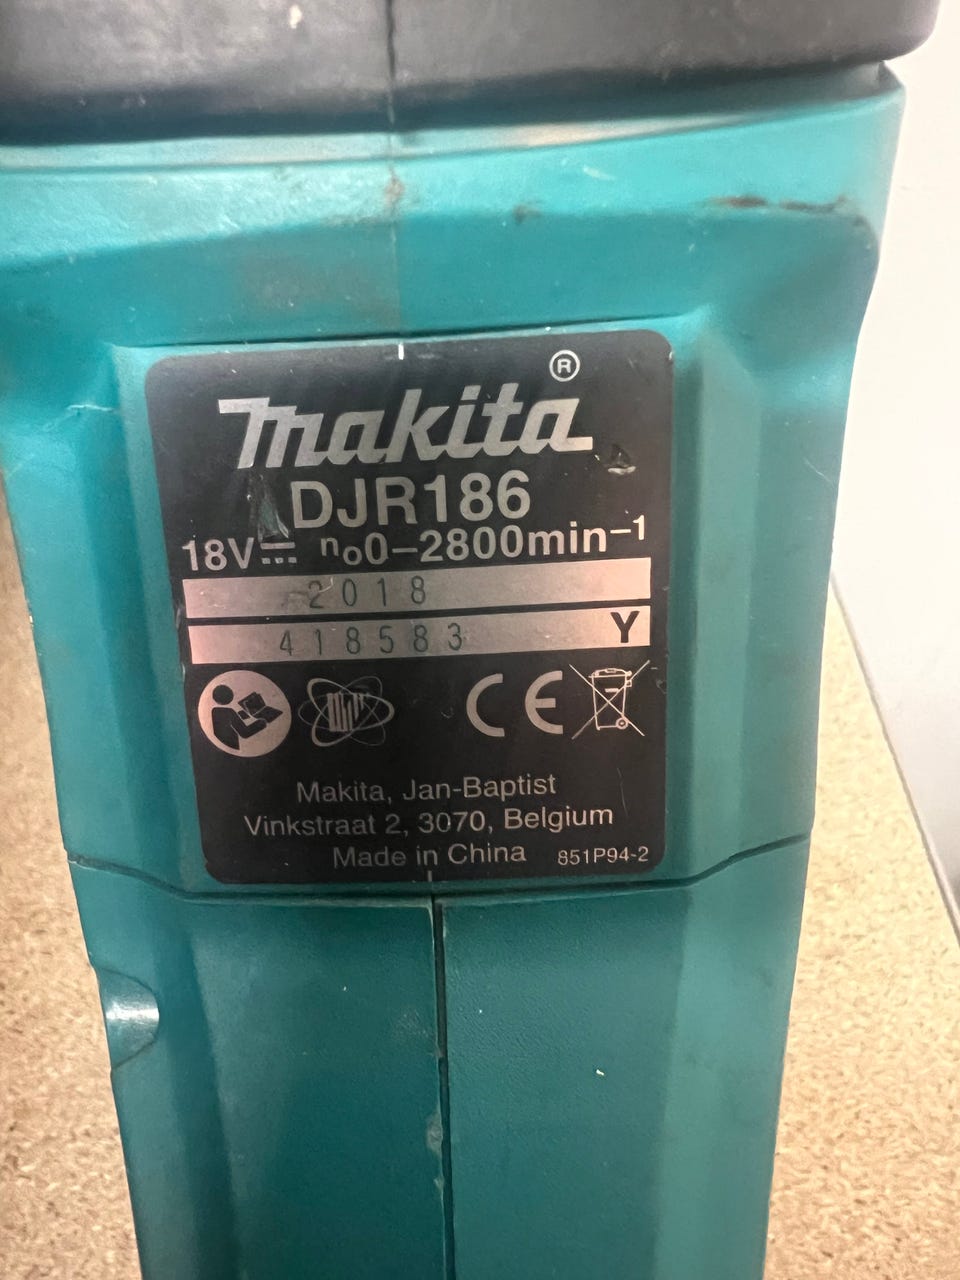 makita®
DJR186
18V⎓ n₀0–2800min⁻¹
2018
418583 Y
CE
Makita, Jan-Baptist
Vinkstraat 2, 3070, Belgium
Made in China 851P94-2